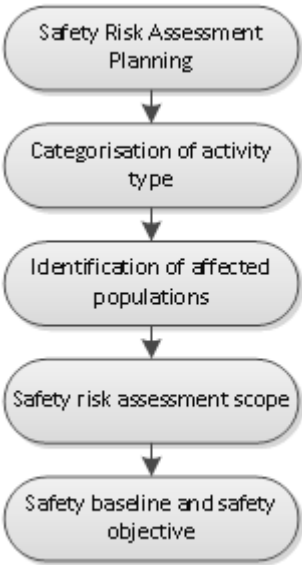 Safety Risk Assessment
Planning
Categorisation of activity
type
Identification of affected
populations
Safety risk assessment scope
Safety baseline and safety
objective